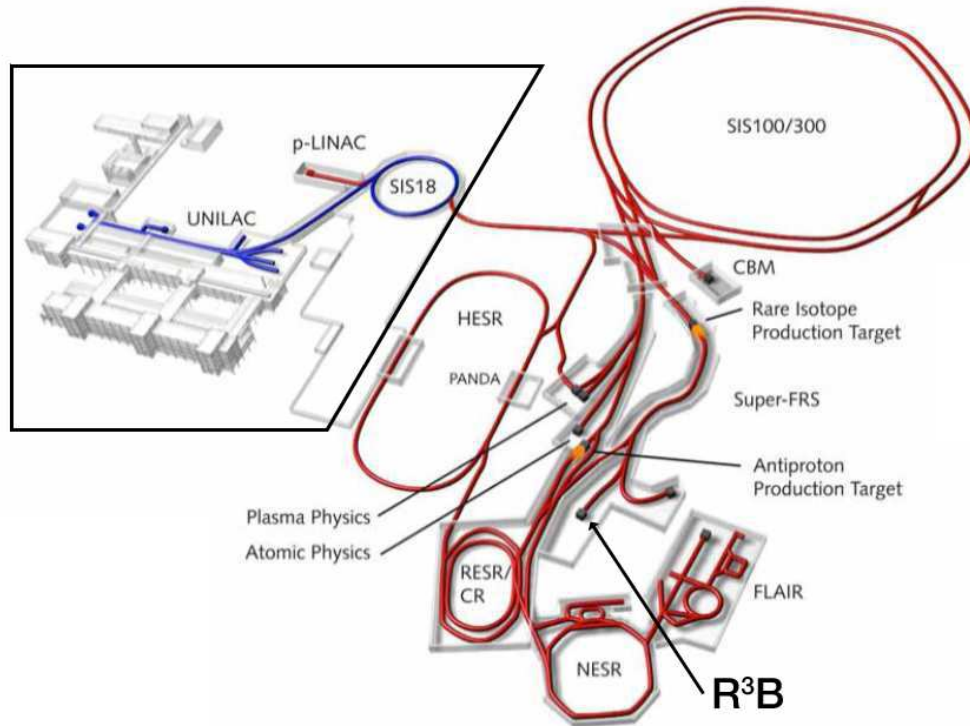 SIS100/300
p-LINAC
SIS18
UNILAC
CBM
HESR
Rare Isotope
Production Target
PANDA
Super-FRS
Antiproton
Production Target
Plasma Physics
Atomic Physics
RESR/
CR
FLAIR
NESR
R³B